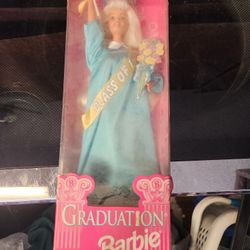 CLASS OF
GRADUATION
Barbie